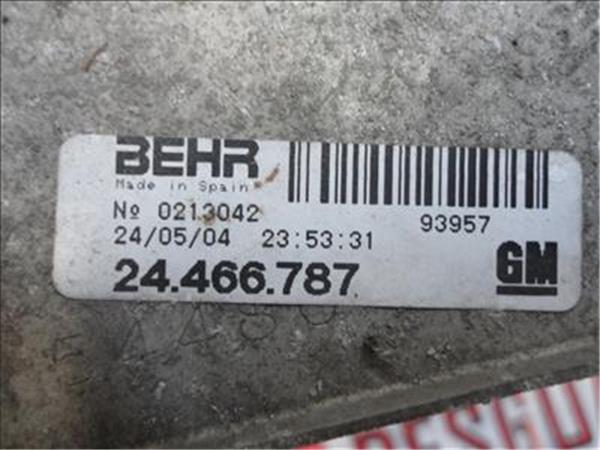 BEHR
Made in Spain
№ 0213042
93957
24/05/04 23:53:31
24.466.787
GM